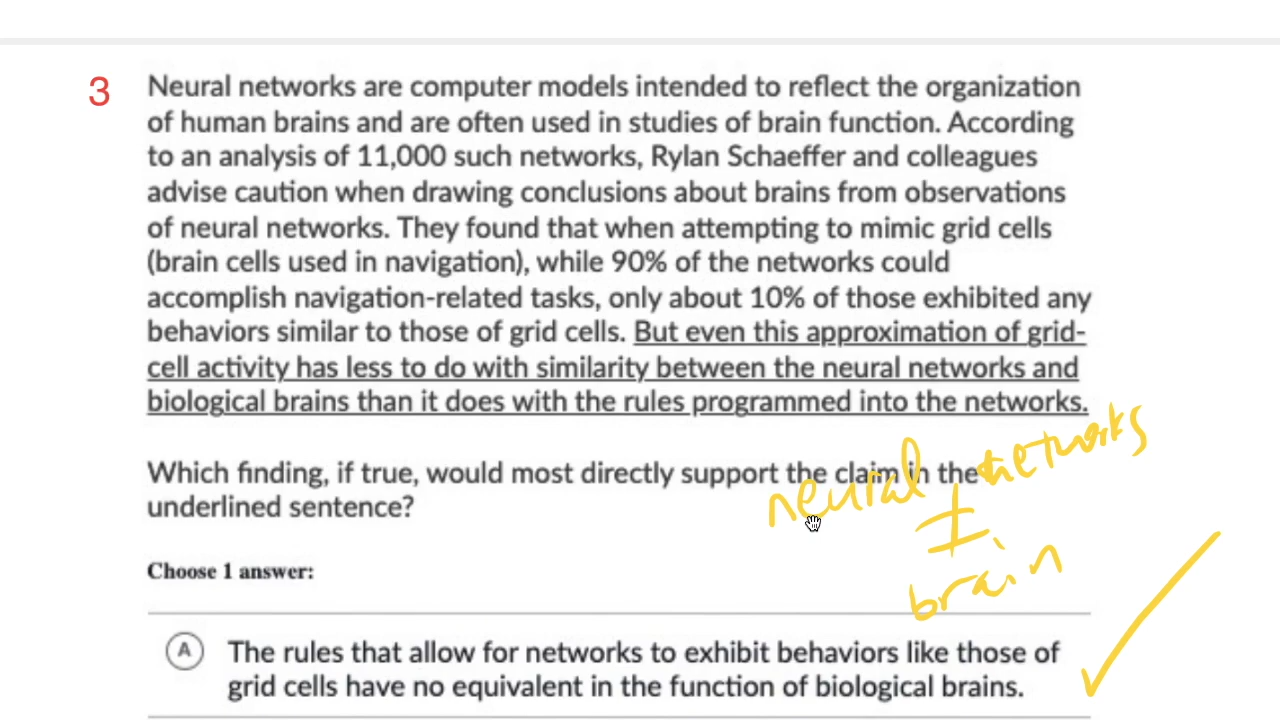 3
Neural networks are computer models intended to reflect the organization
of human brains and are often used in studies of brain function. According
to an analysis of 11,000 such networks, Rylan Schaeffer and colleagues
advise caution when drawing conclusions about brains from observations
of neural networks. They found that when attempting to mimic grid cells
(brain cells used in navigation), while 90% of the networks could
accomplish navigation-related tasks, only about 10% of those exhibited any
behaviors similar to those of grid cells. But even this approximation of grid-
cell activity has less to do with similarity between the neural networks and
biological brains than it does with the rules programmed into the networks.
Which finding, if true, would most directly support the claim in the
underlined sentence?
neural networks
≠
brain
Choose 1 answer:
A The rules that allow for networks to exhibit behaviors like those of
grid cells have no equivalent in the function of biological brains.